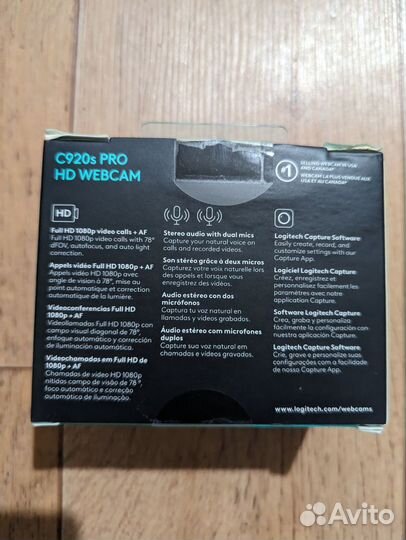 C920s PRO
HD WEBCAM
#1
SELLING WEBCAM IN USA
AND CANADA*
WEBCAM LA PLUS VENDUE AUX
USA ET AU CANADA*
HD
Full HD 1080p video calls + AF
Full HD 1080p video calls with 78°
dFOV, autofocus, and auto light
correction.
Appels vidéo Full HD 1080p + AF
Appels vidéo HD 1080p avec
angle de vision à 78°, mise au
point automatique et correction
automatique de la lumière.
Videoconferencias Full HD
1080p + AF
Videollamadas Full HD 1080p con
campo visual diagonal de 78°,
enfoque automático y corrección
de iluminación automática.
Videochamadas em Full HD de
1080p + AF
Chamadas de vídeo HD 1080p
nítidas campo de visão de 78°,
foco automático e correção
automática de iluminação.
Stereo audio with dual mics
Capture your natural voice on
calls and recorded videos.
Son stéréo grâce à deux micros
Capturez votre voix naturelle lors
des appels et lorsque vous
enregistrez des vidéos.
Audio estéreo con dos
micrófonos
Captura tu voz natural en
llamadas y videos grabados.
Áudio estéreo com microfones
duplos
Capture sua voz natural em
chamadas e vídeos gravados.
Logitech Capture Software
Easily create, record, and
customize settings with our
Capture App.
Logiciel Logitech Capture
Créez, enregistrez et
personnalisez facilement les
paramètres avec notre
application Capture.
Software Logitech Capture
Crea, graba y personaliza
fácilmente la configuración con
nuestra aplicación Capture.
Software Logitech Capture
Crie, grave e personalize suas
configurações com a facilidade
de nosso Capture App.
www.logitech.com/webcams
Avito